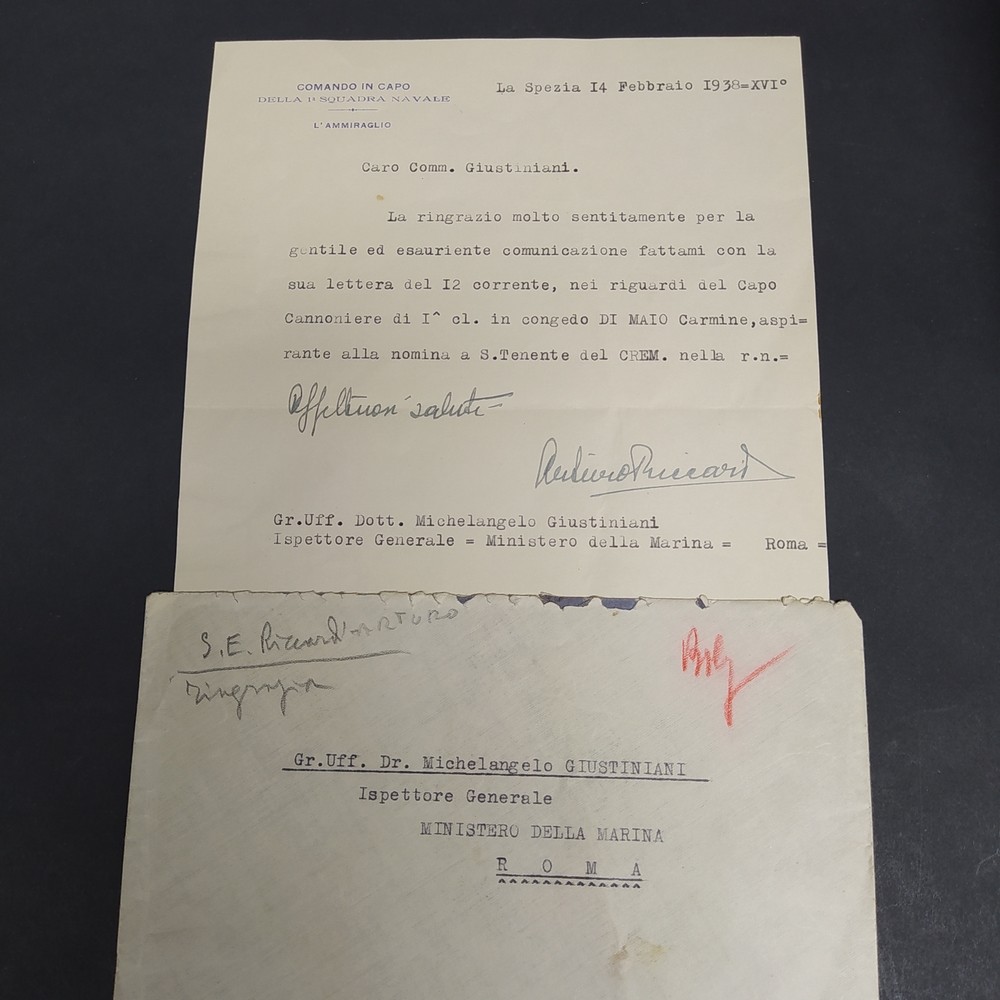 COMANDO IN CAPO
DELLA 1ª SQUADRA NAVALE
L'AMMIRAGLIO
La Spezia I4 Febbraio I938=XVI°
Caro Comm. Giustiniani.
La ringrazio molto sentitamente per la
gentile ed esauriente comunicazione fattami con la
sua lettera del I2 corrente, nei riguardi del Capo
Cannoniere di I^ cl. in congedo DI MAIO Carmine,aspi=
rante alla nomina a S.Tenente del CREM. nella r.n.=
Affettuosi saluti=
Arturo Riccardi
Gr.Uff. Dott. Michelangelo Giustiniani
Ispettore Generale = Ministero della Marina = Roma =
S.E. Riccardi ARTURO
ringrazia
Gr.Uff. Dr. Michelangelo GIUSTINIANI
Ispettore Generale
MINISTERO DELLA MARINA
R O M A